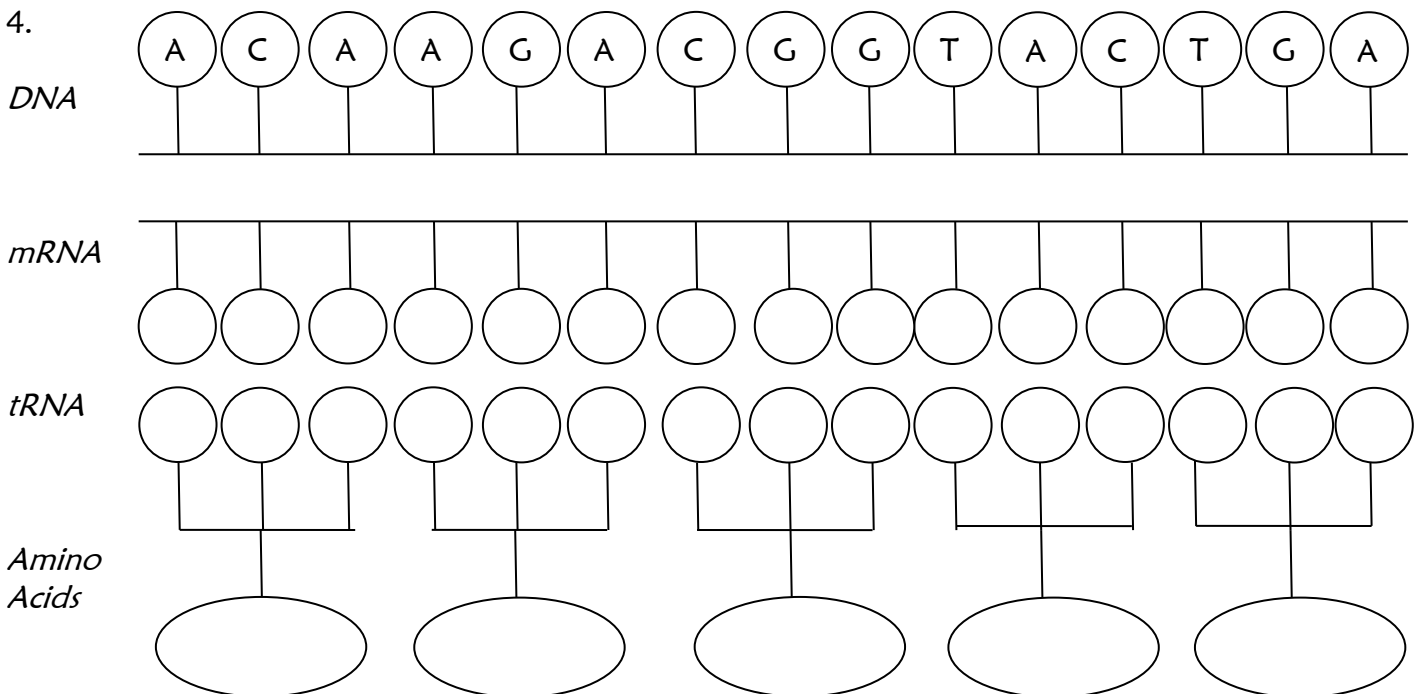 4.
A C A A G A C G G T A C T G A
DNA
mRNA
tRNA
Amino
Acids